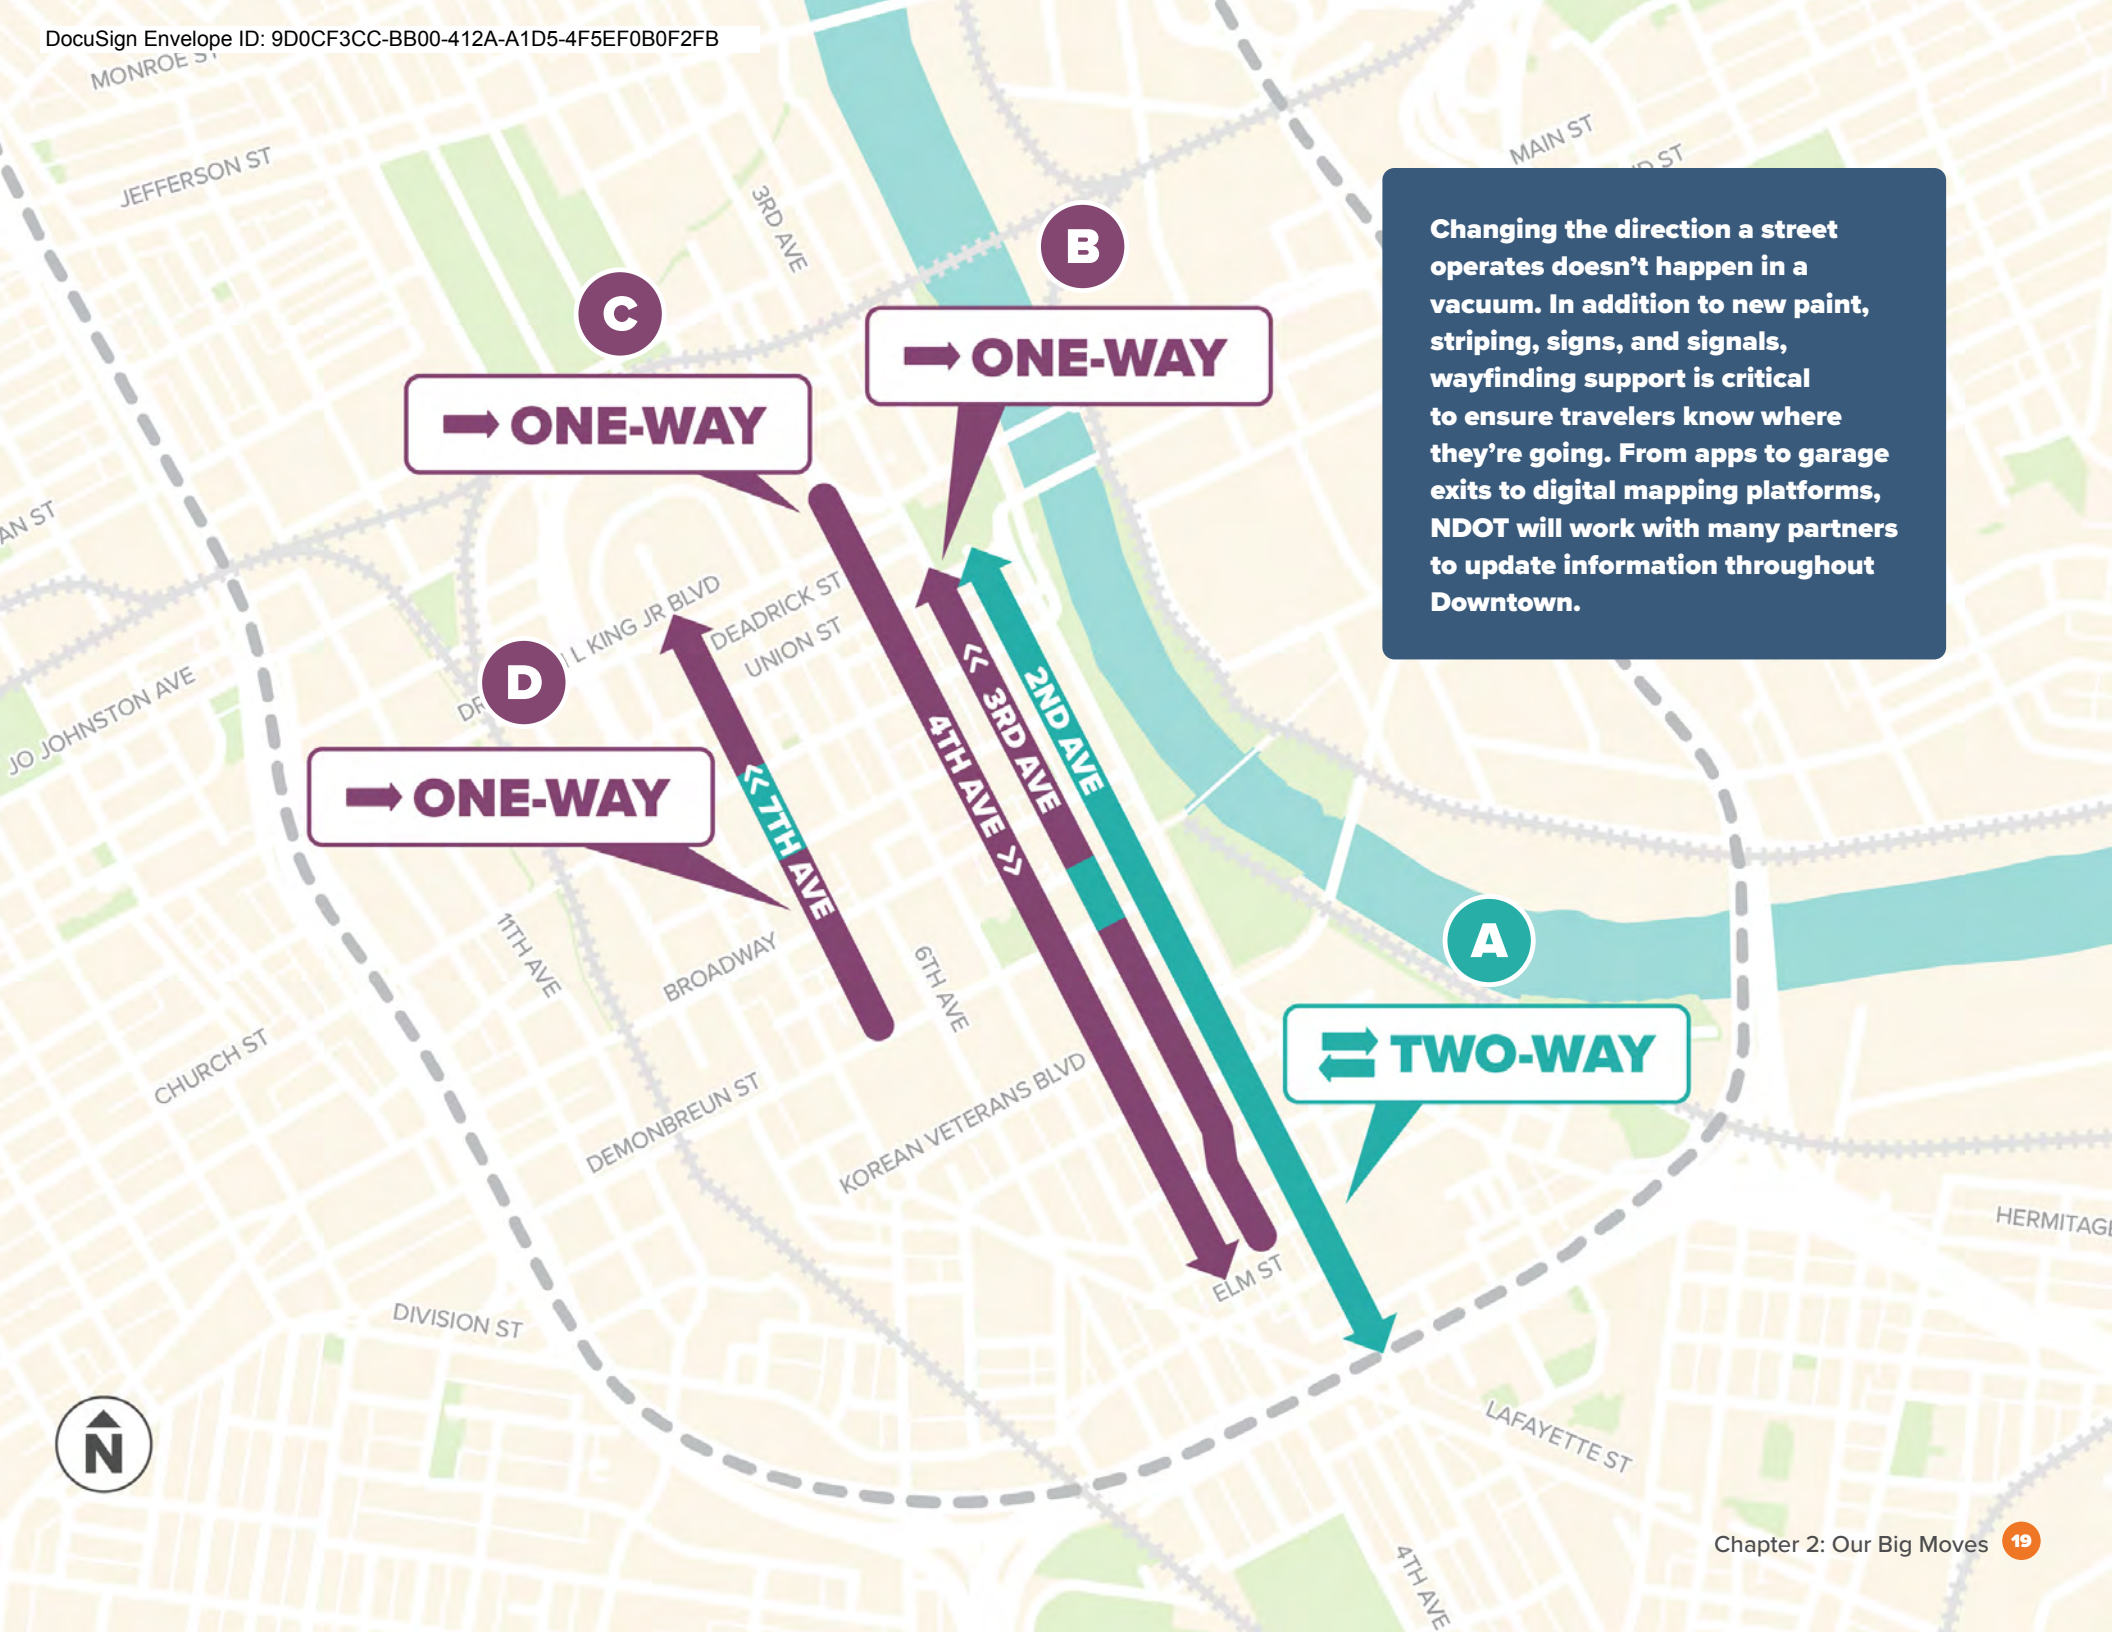 DocuSign Envelope ID: 9D0CF3CC-BB00-412A-A1D5-4F5EF0B0F2FB
MONROE ST
JEFFERSON ST
3RD AVE
MAIN ST
ST
B
C
ONE-WAY
ONE-WAY
Changing the direction a street
operates doesn’t happen in a
vacuum. In addition to new paint,
striping, signs, and signals,
wayfinding support is critical
to ensure travelers know where
they’re going. From apps to garage
exits to digital mapping platforms,
NDOT will work with many partners
to update information throughout
Downtown.
AN ST
L KING JR BLVD
DEADRICK ST
UNION ST
D
DR
JO JOHNSTON AVE
ONE-WAY
« 7TH AVE
4TH AVE »
« 3RD AVE
2ND AVE
11TH AVE
BROADWAY
6TH AVE
A
TWO-WAY
CHURCH ST
DEMONBREUN ST
KOREAN VETERANS BLVD
HERMITAGE
ELM ST
DIVISION ST
N
LAFAYETTE ST
4TH AVE
Chapter 2: Our Big Moves 19